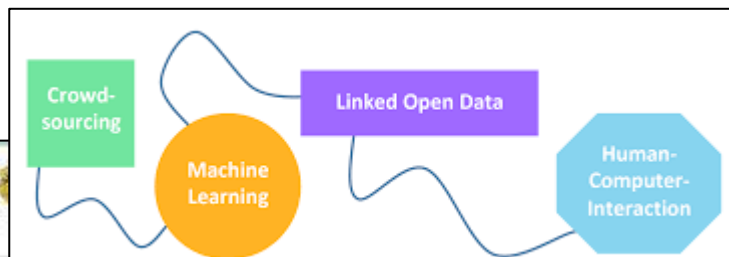 Crowd-
sourcing
Machine
Learning
Linked Open Data
Human-
Computer-
Interaction